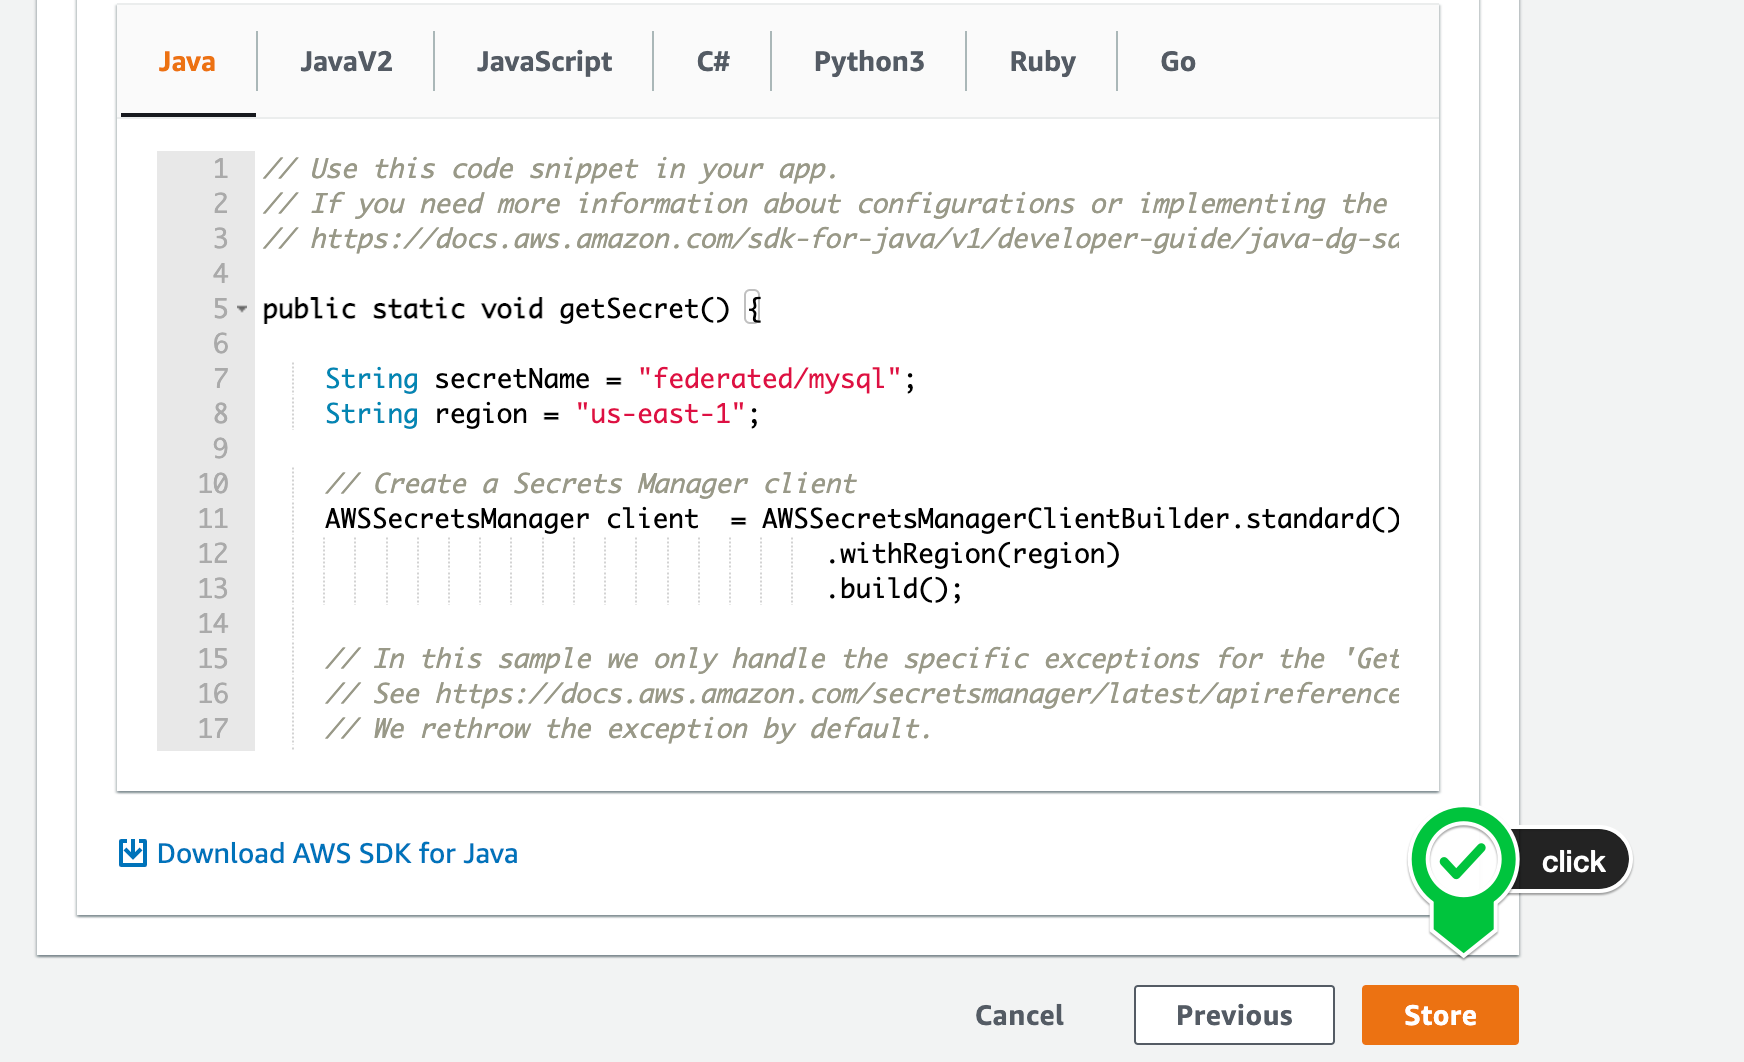 Java JavaV2 JavaScript C# Python3 Ruby Go
1 // Use this code snippet in your app.
2 // If you need more information about configurations or implementing the
3 // https://docs.aws.amazon.com/sdk-for-java/v1/developer-guide/java-dg-sa
4
5 public static void getSecret() {
6
7 String secretName = "federated/mysql";
8 String region = "us-east-1";
9
10 // Create a Secrets Manager client
11 AWSSecretsManager client  = AWSSecretsManagerClientBuilder.standard()
12 .withRegion(region)
13 .build();
14
15 // In this sample we only handle the specific exceptions for the 'Get
16 // See https://docs.aws.amazon.com/secretsmanager/latest/apireference
17 // We rethrow the exception by default.
Download AWS SDK for Java
click
Cancel Previous Store